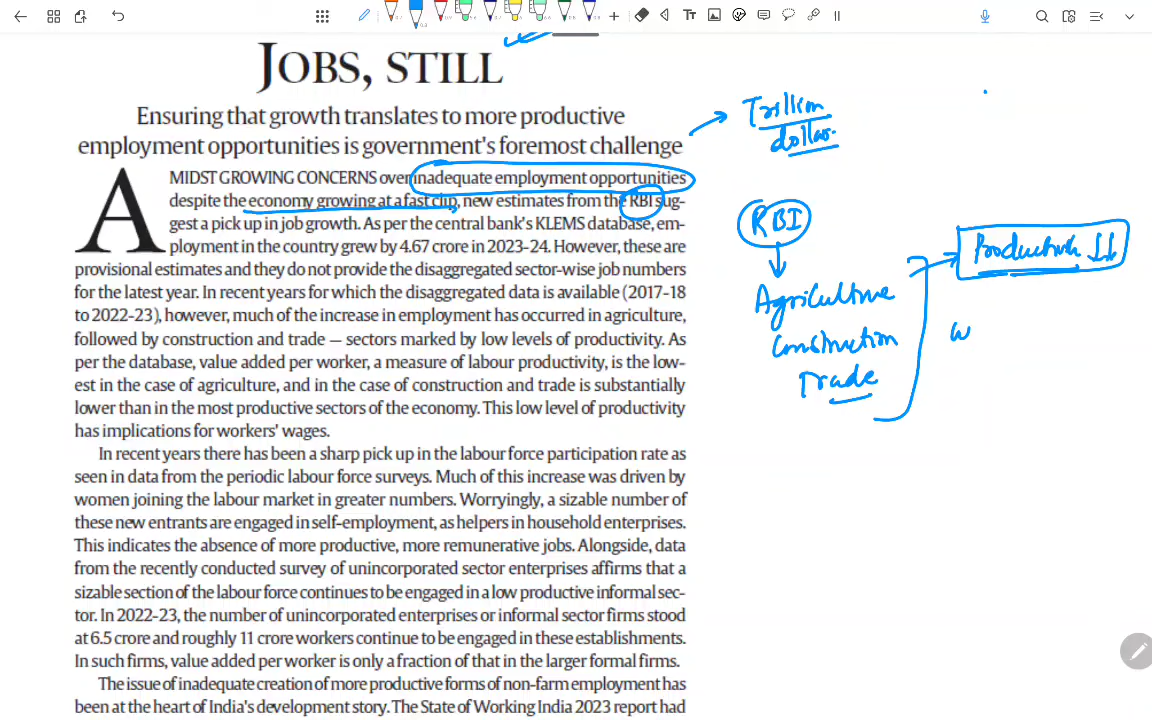 JOBS, STILL
Ensuring that growth translates to more productive
employment opportunities is government's foremost challenge
AMIDST GROWING CONCERNS over inadequate employment opportunities
despite the economy growing at a fast clip, new estimates from the RBI sug-
gest a pick up in job growth. As per the central bank's KLEMS database, em-
ployment in the country grew by 4.67 crore in 2023-24. However, these are
provisional estimates and they do not provide the disaggregated sector-wise job numbers
for the latest year. In recent years for which the disaggregated data is available (2017-18
to 2022-23), however, much of the increase in employment has occurred in agriculture,
followed by construction and trade — sectors marked by low levels of productivity. As
per the database, value added per worker, a measure of labour productivity, is the low-
est in the case of agriculture, and in the case of construction and trade is substantially
lower than in the most productive sectors of the economy. This low level of productivity
has implications for workers' wages.
In recent years there has been a sharp pick up in the labour force participation rate as
seen in data from the periodic labour force surveys. Much of this increase was driven by
women joining the labour market in greater numbers. Worryingly, a sizable number of
these new entrants are engaged in self-employment, as helpers in household enterprises.
This indicates the absence of more productive, more remunerative jobs. Alongside, data
from the recently conducted survey of unincorporated sector enterprises affirms that a
sizable section of the labour force continues to be engaged in a low productive informal sec-
tor. In 2022-23, the number of unincorporated enterprises or informal sector firms stood
at 6.5 crore and roughly 11 crore workers continue to be engaged in these establishments.
In such firms, value added per worker is only a fraction of that in the larger formal firms.
The issue of inadequate creation of more productive forms of non-farm employment has
been at the heart of India's development story. The State of Working India 2023 report had
Trillion
dollar
RBI
Agriculture
Construction
Trade
w